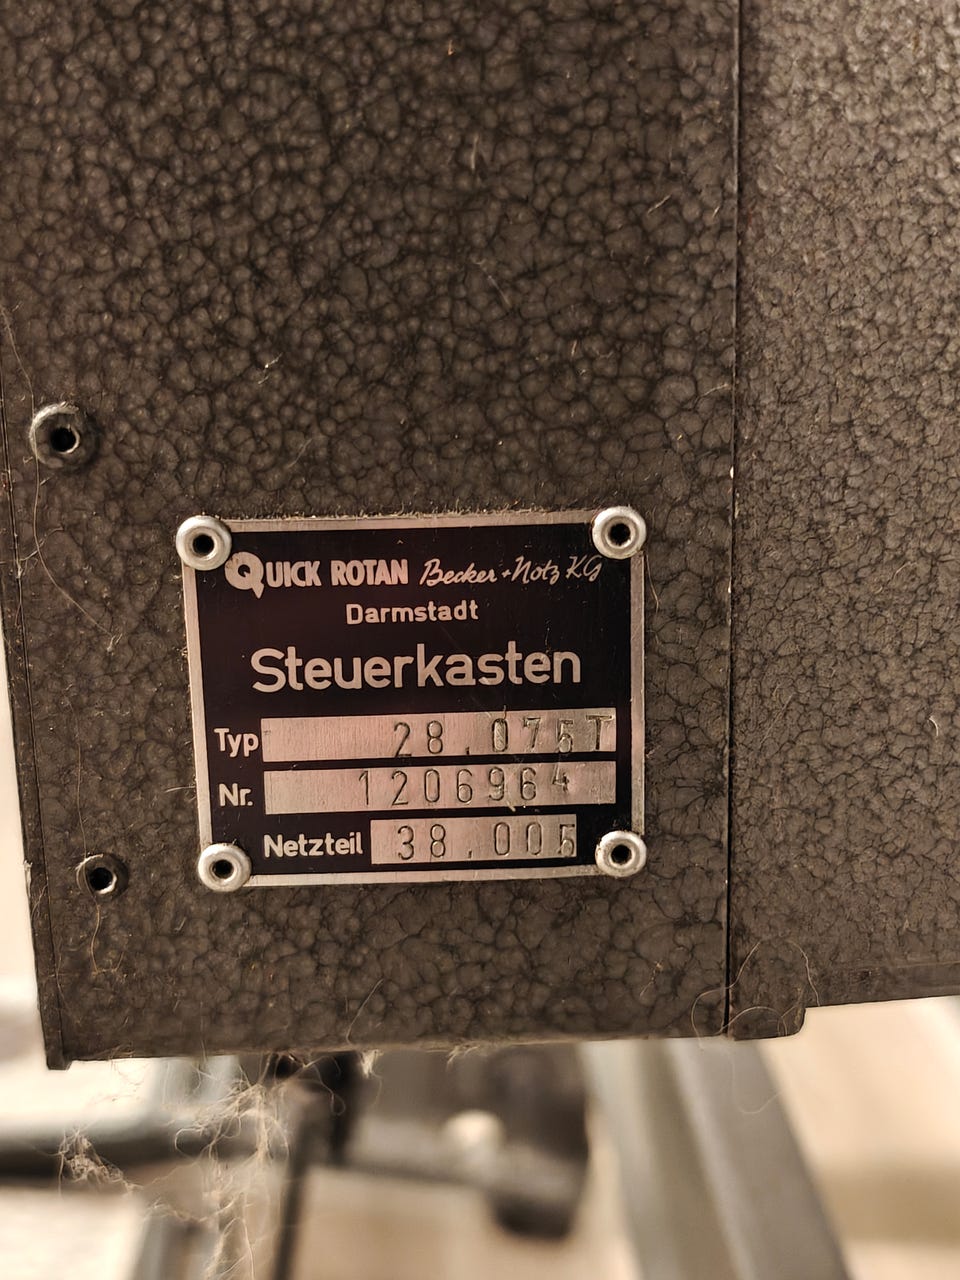 QUICK ROTAN Becker + Notz KG
Darmstadt
Steuerkasten
Typ 28.075T
Nr. 1206964
Netzteil 38.005